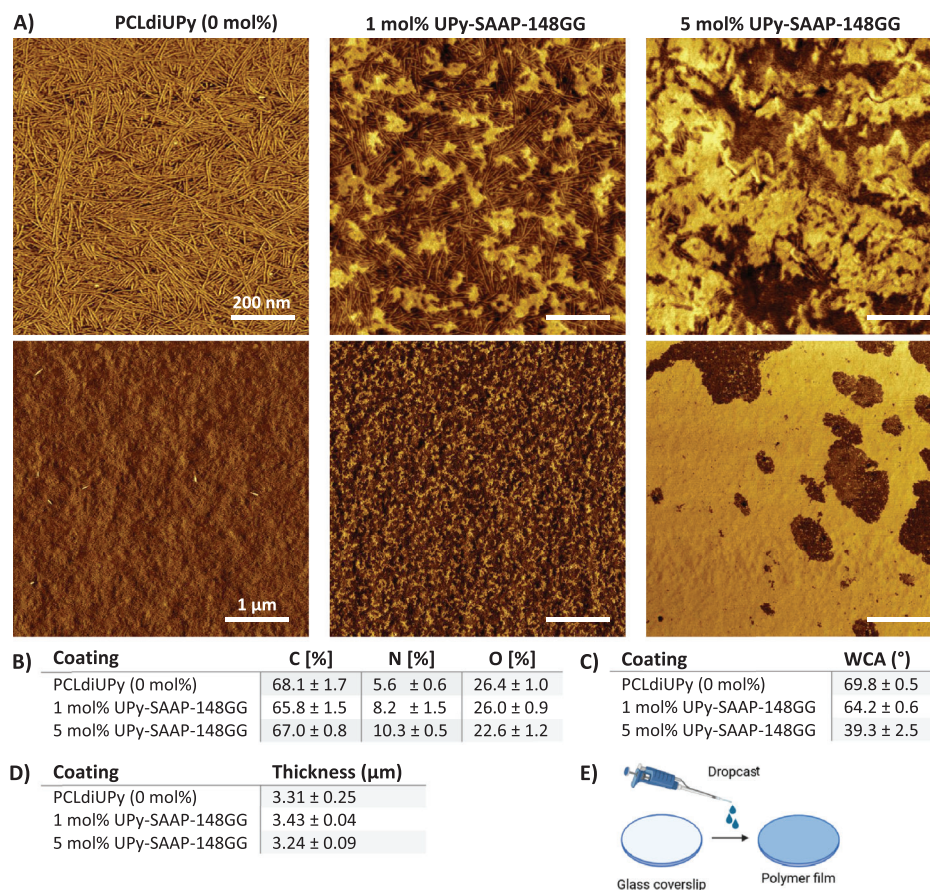 A) PCLdiUPy (0 mol%) 1 mol% UPy-SAAP-148GG 5 mol% UPy-SAAP-148GG
200 nm
1 µm
B) Coating C [%] N [%] O [%]
PCLdiUPy (0 mol%) 68.1 ± 1.7 5.6 ± 0.6 26.4 ± 1.0
1 mol% UPy-SAAP-148GG 65.8 ± 1.5 8.2 ± 1.5 26.0 ± 0.9
5 mol% UPy-SAAP-148GG 67.0 ± 0.8 10.3 ± 0.5 22.6 ± 1.2
C) Coating WCA (°)
PCLdiUPy (0 mol%) 69.8 ± 0.5
1 mol% UPy-SAAP-148GG 64.2 ± 0.6
5 mol% UPy-SAAP-148GG 39.3 ± 2.5
D) Coating Thickness (µm)
PCLdiUPy (0 mol%) 3.31 ± 0.25
1 mol% UPy-SAAP-148GG 3.43 ± 0.04
5 mol% UPy-SAAP-148GG 3.24 ± 0.09
E)
Dropcast
Glass coverslip Polymer film